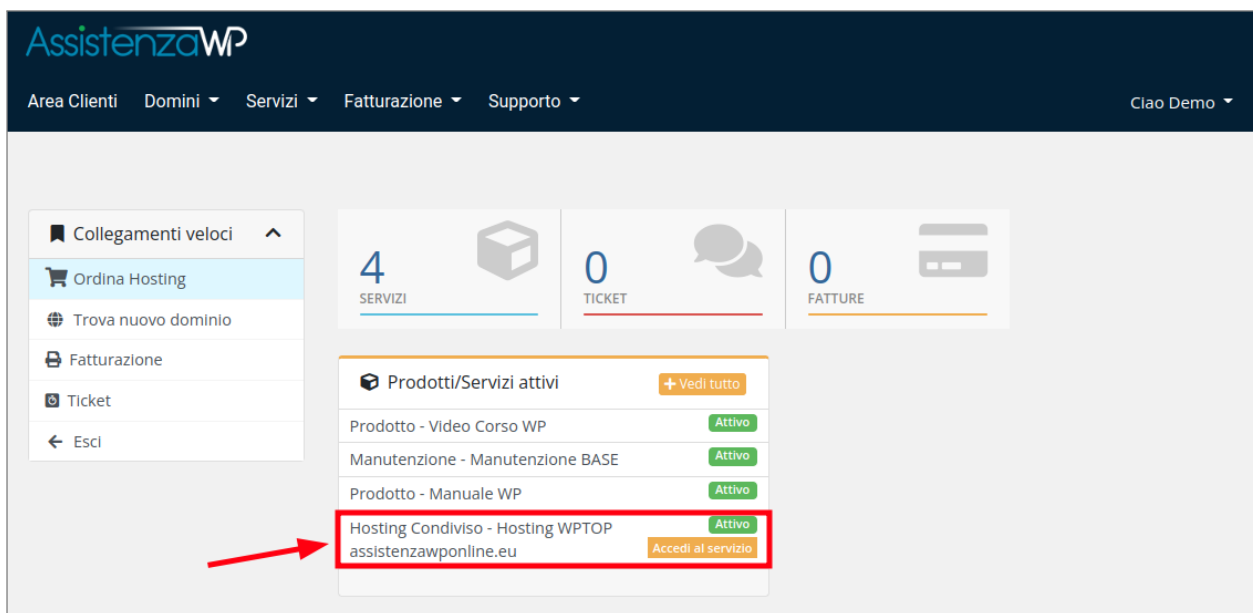 AssistenzaWP
Area Clienti Domini Servizi Fatturazione Supporto Ciao Demo
Collegamenti veloci
Ordina Hosting
Trova nuovo dominio
Fatturazione
Ticket
Esci
4
SERVIZI
0
TICKET
0
FATTURE
Prodotti/Servizi attivi + Vedi tutto
Prodotto - Video Corso WP Attivo
Manutenzione - Manutenzione BASE Attivo
Prodotto - Manuale WP Attivo
Hosting Condiviso - Hosting WPTOP Attivo
assistenzawponline.eu Accedi al servizio